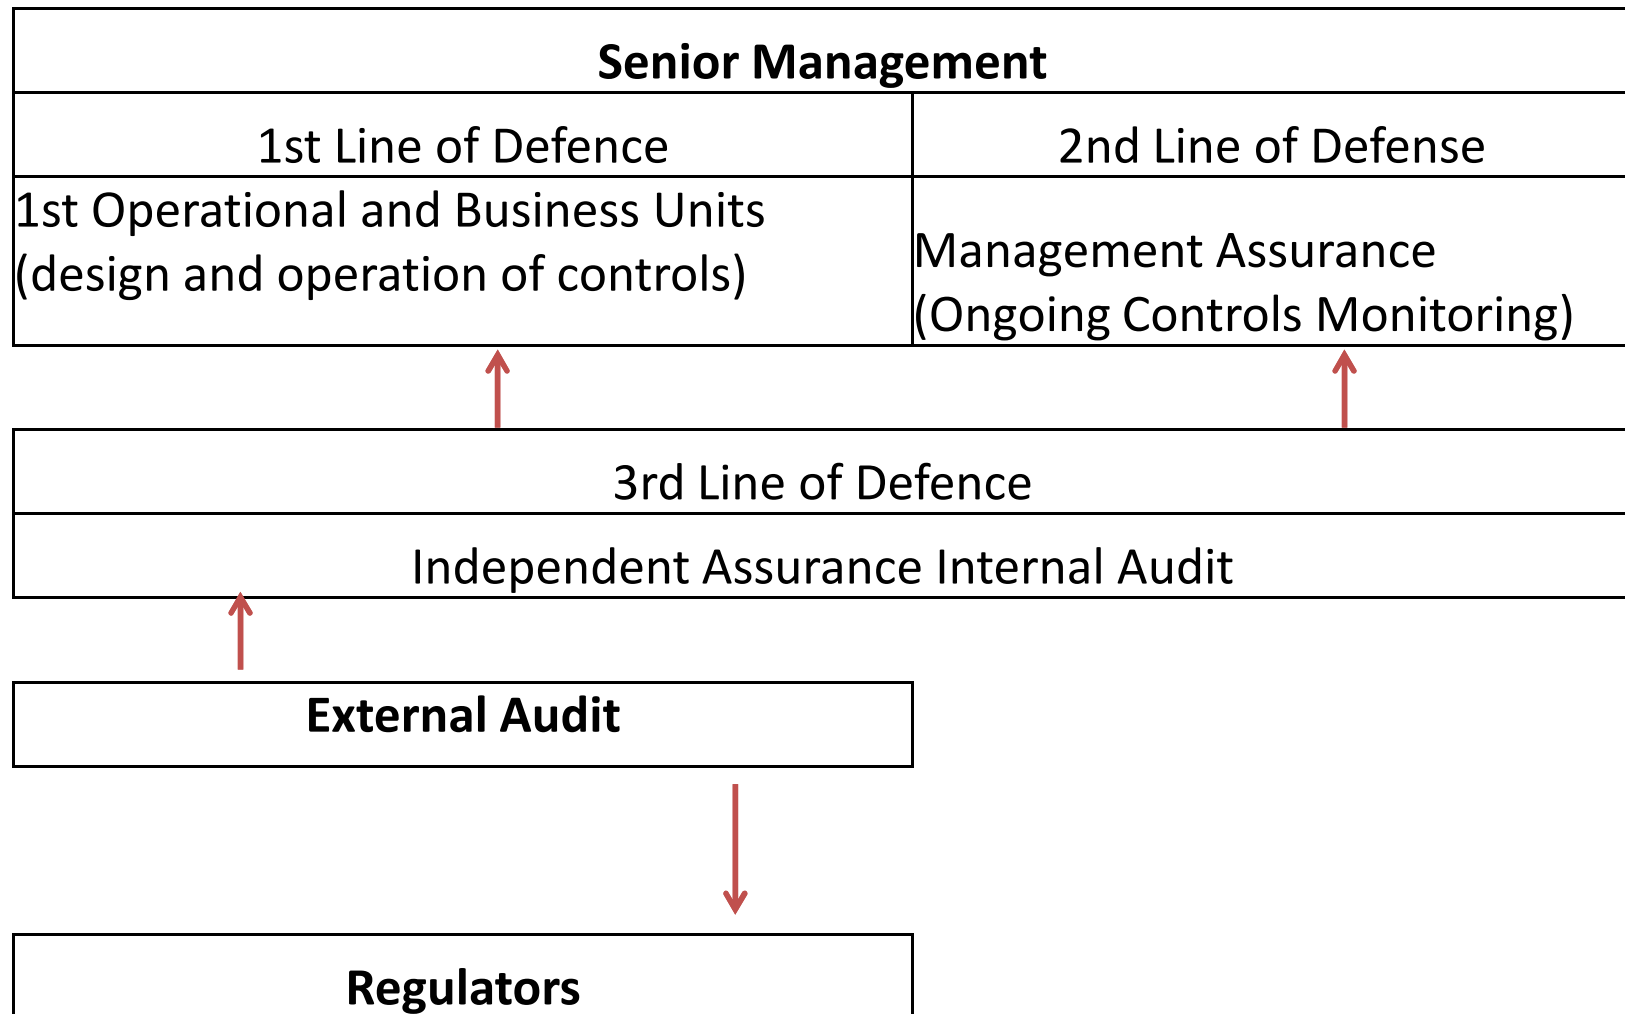 Senior Management
1st Line of Defence
2nd Line of Defense
1st Operational and Business Units
(design and operation of controls)
Management Assurance
(Ongoing Controls Monitoring)
3rd Line of Defence
Independent Assurance Internal Audit
External Audit
Regulators